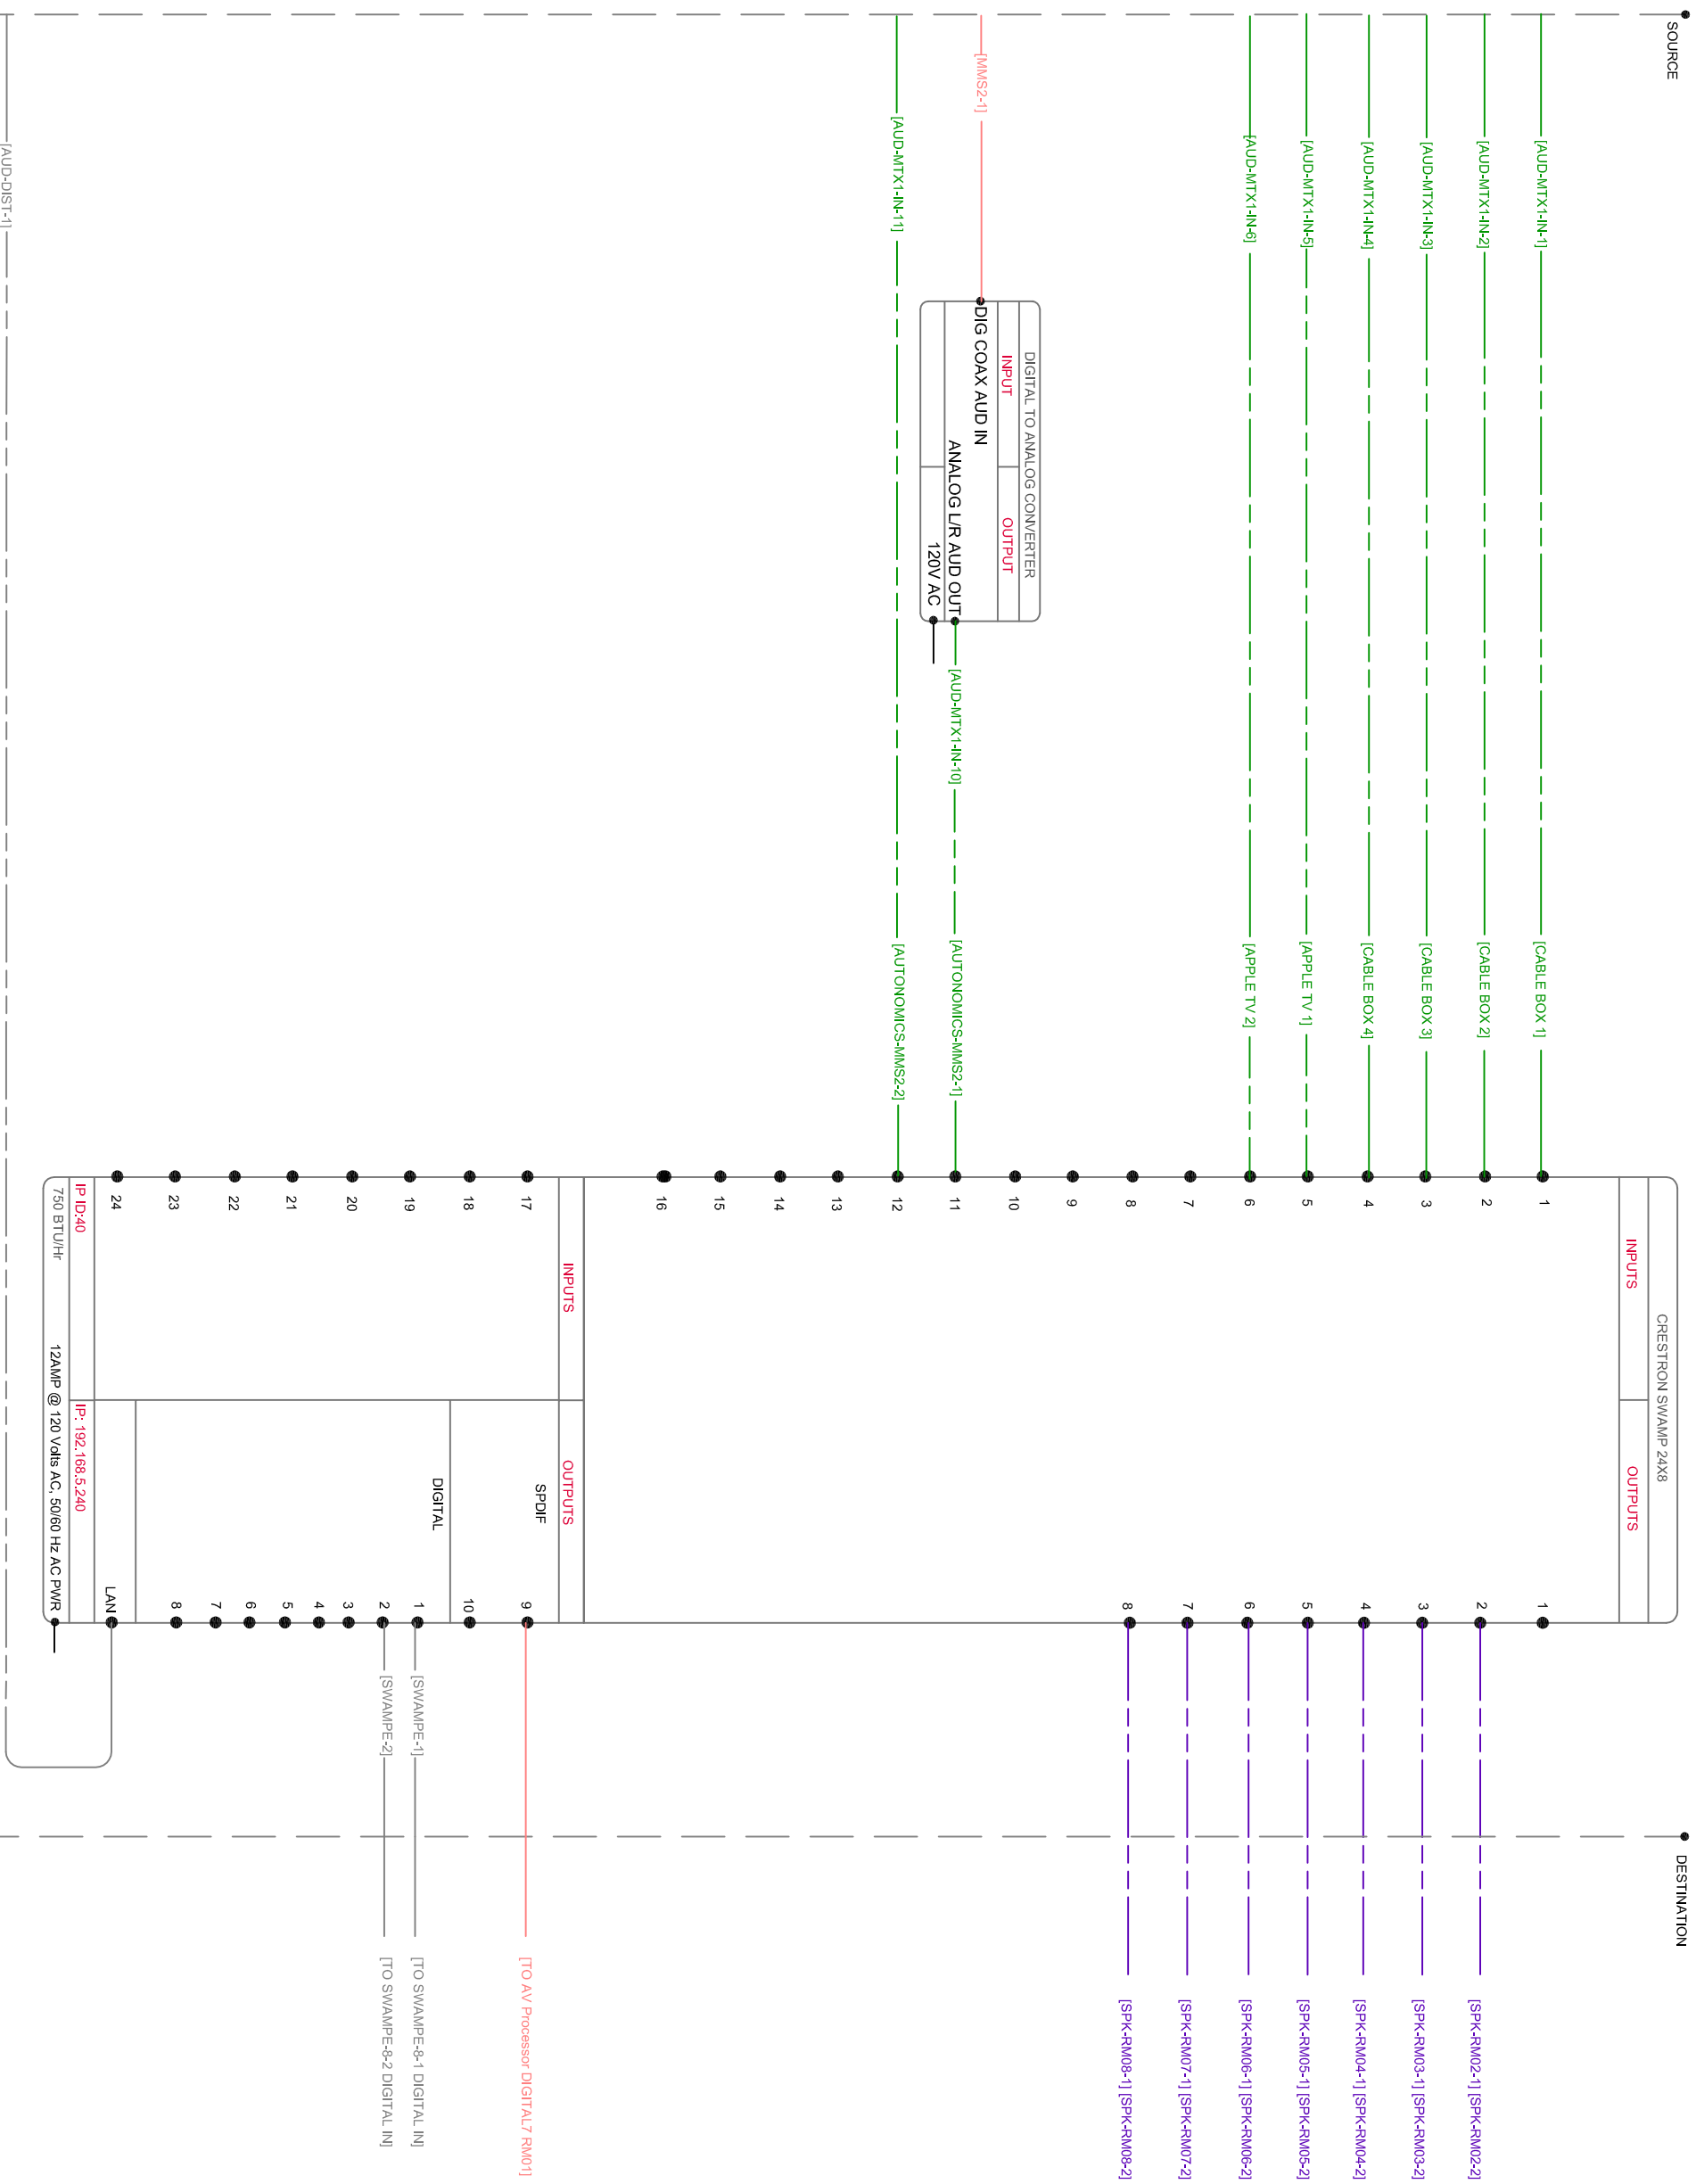 SOURCE
DESTINATION
CRESTRON SWAMP 24X8
INPUTS
OUTPUTS
[AUD-MTX1-IN-1]
[CABLE BOX 1]
1
1
[AUD-MTX1-IN-2]
[CABLE BOX 2]
2
2
[SPK-RM02-1] [SPK-RM02-2]
[AUD-MTX1-IN-3]
[CABLE BOX 3]
3
3
[SPK-RM03-1] [SPK-RM03-2]
[AUD-MTX1-IN-4]
[CABLE BOX 4]
4
4
[SPK-RM04-1] [SPK-RM04-2]
[AUD-MTX1-IN-5]
[APPLE TV 1]
5
5
[SPK-RM05-1] [SPK-RM05-2]
[AUD-MTX1-IN-6]
[APPLE TV 2]
6
6
[SPK-RM06-1] [SPK-RM06-2]
7
7
[SPK-RM07-1] [SPK-RM07-2]
8
8
[SPK-RM08-1] [SPK-RM08-2]
9
DIGITAL TO ANALOG CONVERTER
INPUT
OUTPUT
10
[MMS2-1]
DIG COAX AUD IN
ANALOG L/R AUD OUT
[AUD-MTX1-IN-10]
[AUTONOMICS-MMS2-1]
11
120V AC
[AUD-MTX1-IN-11]
[AUTONOMICS-MMS2-2]
12
13
14
15
16
INPUTS
OUTPUTS
SPDIF
17
9
[TO AV Processor DIGITAL7 RM01]
18
10
DIGITAL
19
1
[SWAMPE-1]
[TO SWAMPE-8-1 DIGITAL IN]
20
2
[SWAMPE-2]
[TO SWAMPE-8-2 DIGITAL IN]
3
21
4
5
22
6
7
23
8
24
LAN
IP ID:40
IP: 192.168.5.240
750 BTU/Hr
12AMP @ 120 Volts AC, 50/60 Hz AC PWR
[AUD-DIST-1]